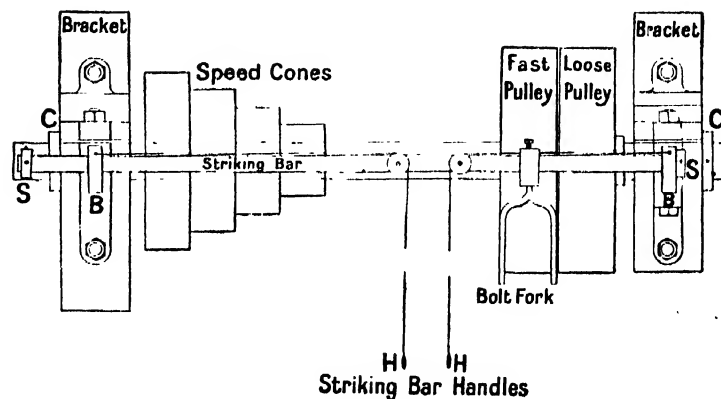 Bracket
Bracket
Speed Cones
Fast
Pulley
Loose
Pulley
C
C
Striking Bar
S
B
S
B
Bolt Fork
H
H
Striking Bar Handles